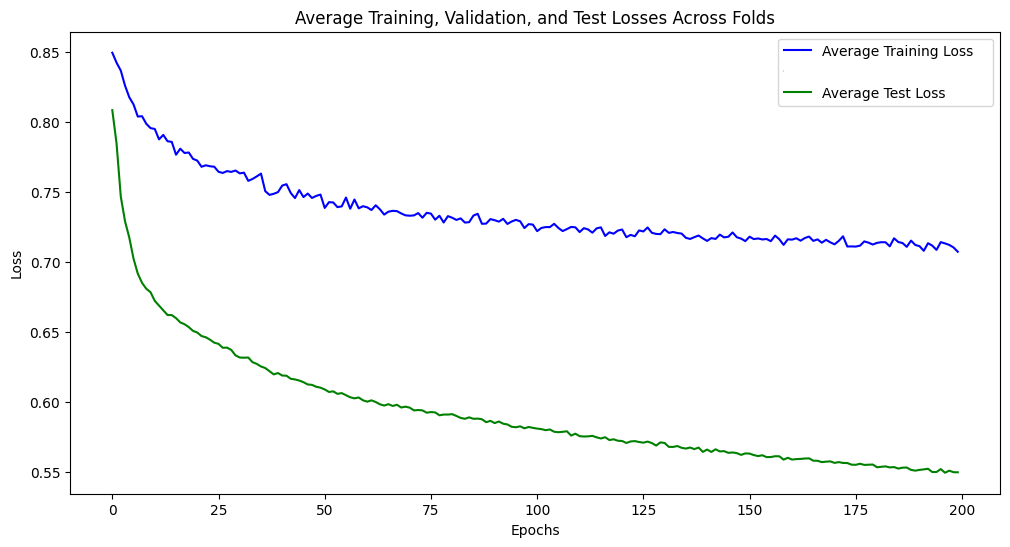 Average Training, Validation, and Test Losses Across Folds
Average Training Loss
Average Test Loss
0.85
0.80
0.75
0.70
0.65
0.60
0.55
Loss
0 25 50 75 100 125 150 175 200
Epochs